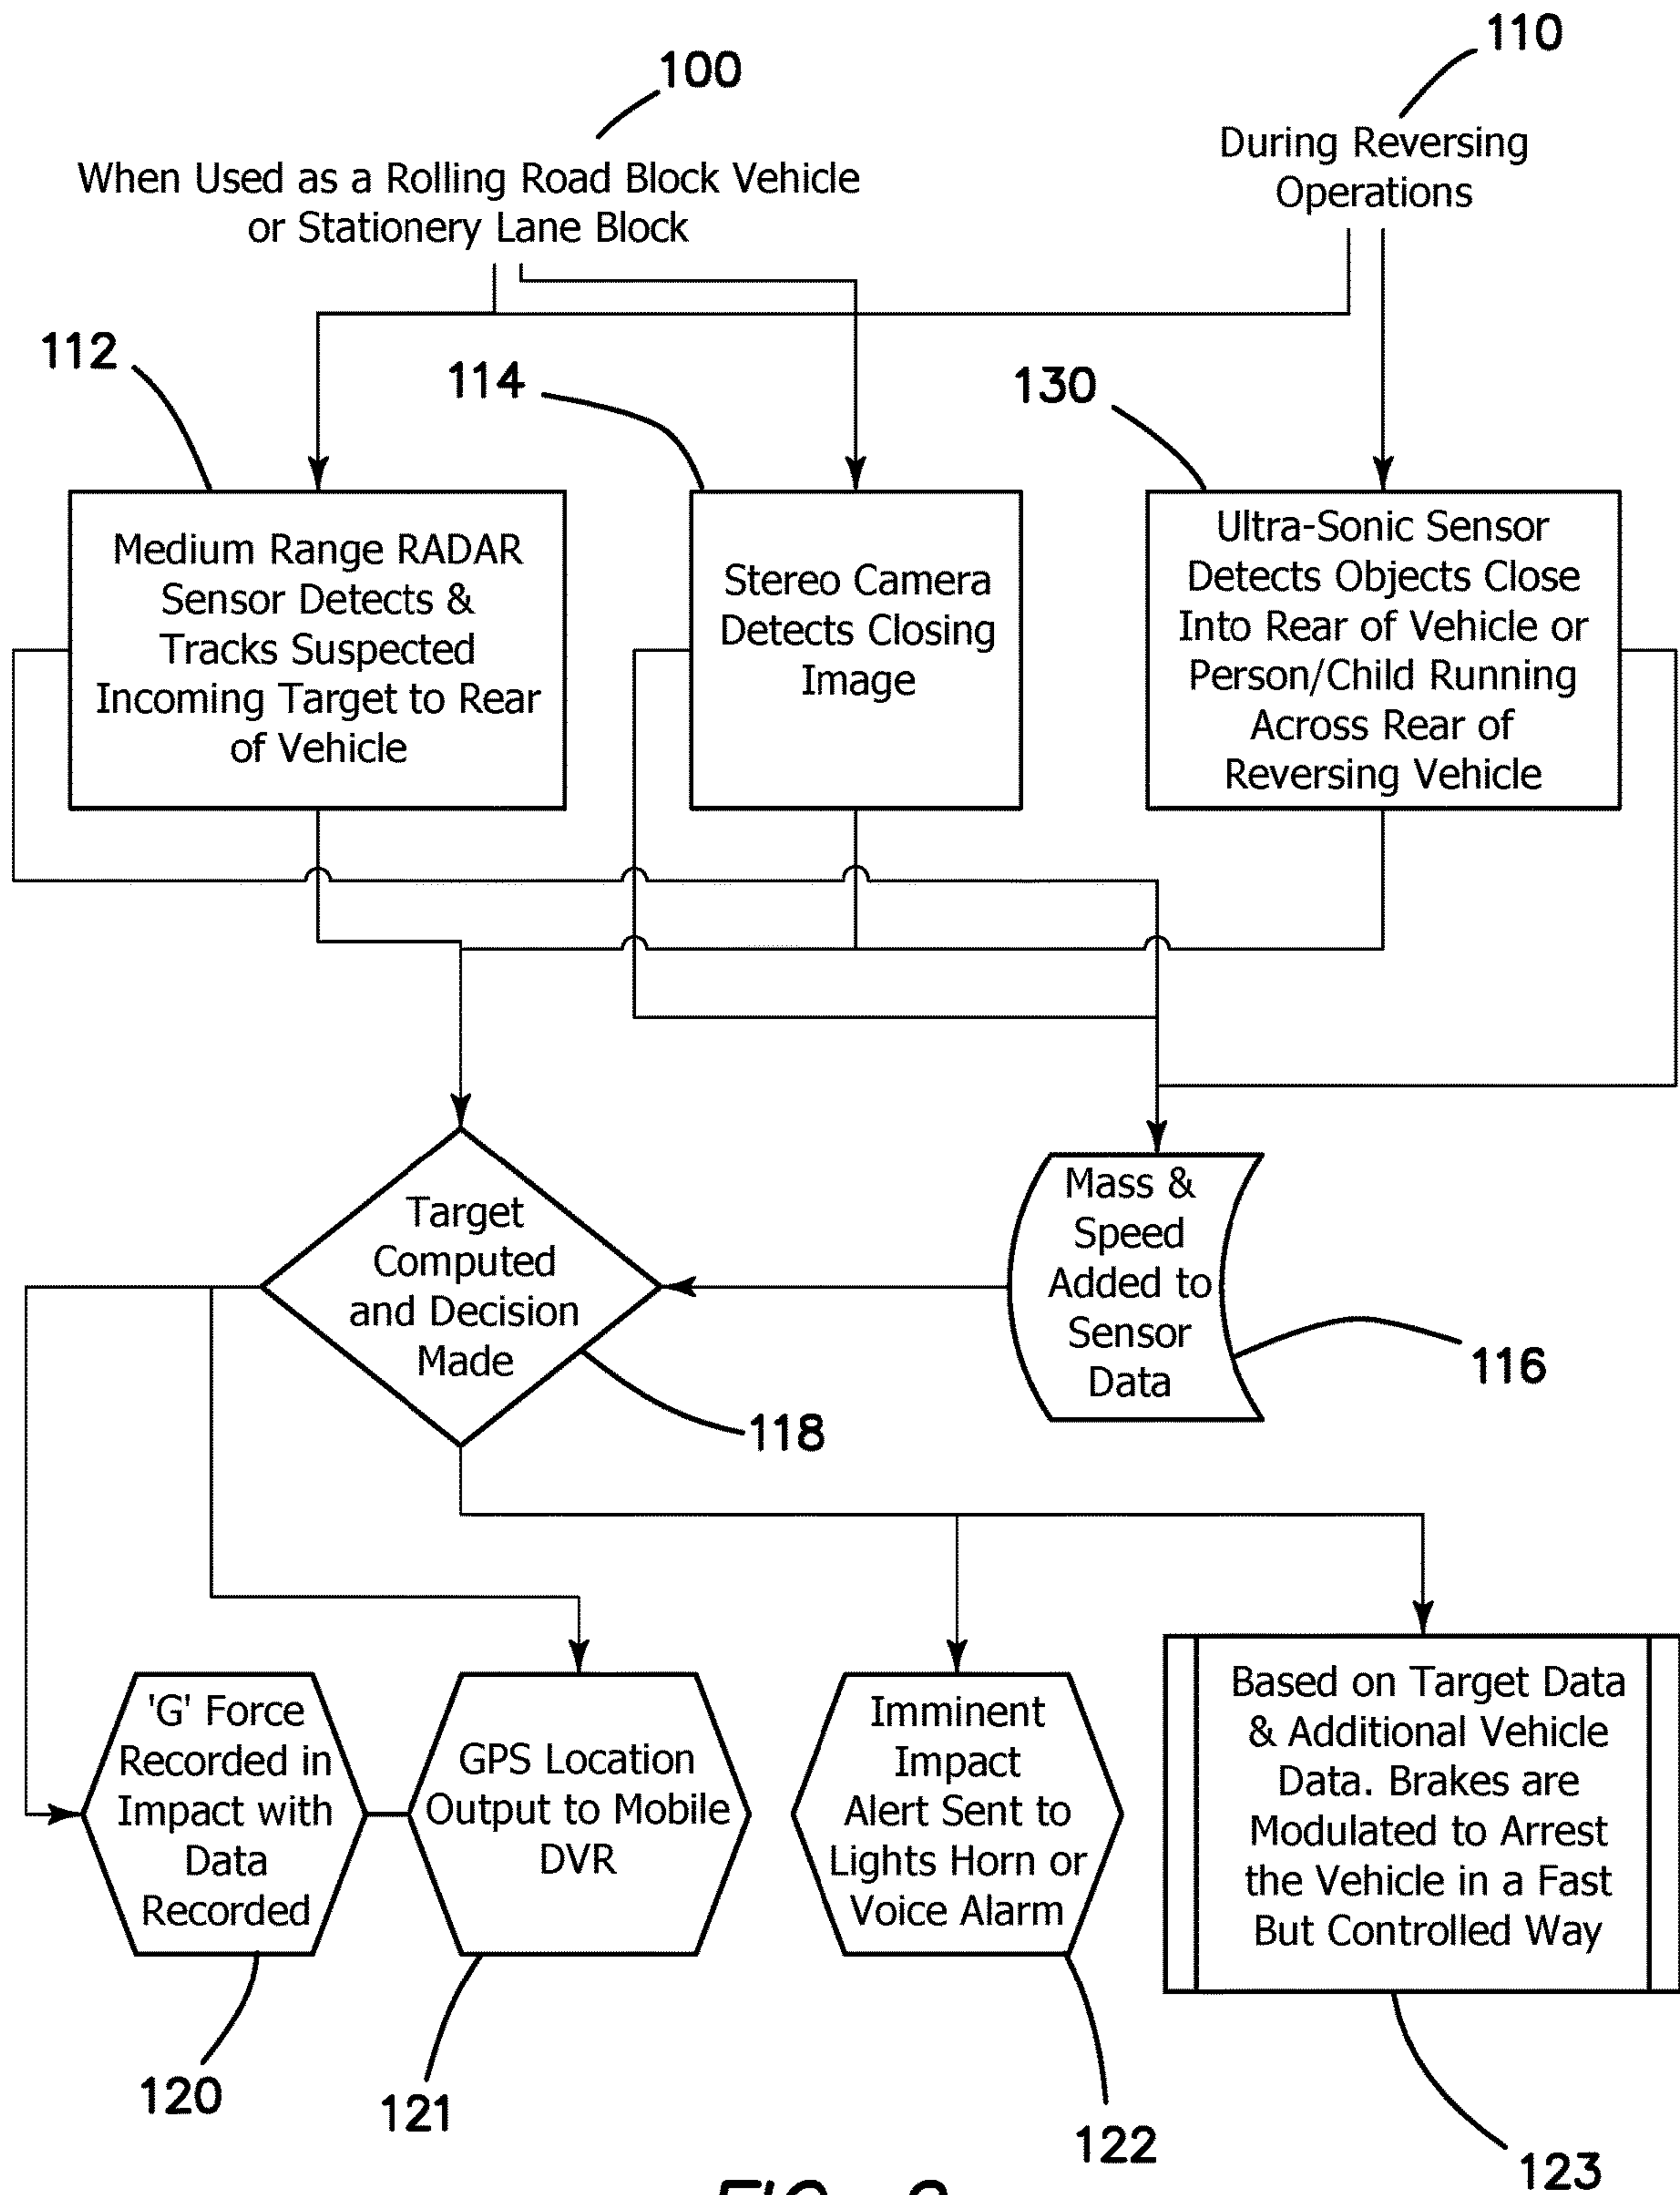 100
When Used as a Rolling Road Block Vehicle
or Stationery Lane Block
110
During Reversing
Operations
112
Medium Range RADAR
Sensor Detects &
Tracks Suspected
Incoming Target to Rear
of Vehicle
114
Stereo Camera
Detects Closing
Image
130
Ultra-Sonic Sensor
Detects Objects Close
Into Rear of Vehicle or
Person/Child Running
Across Rear of
Reversing Vehicle
Target
Computed
and Decision
Made
118
Mass &
Speed
Added to
Sensor
Data
116
'G' Force
Recorded in
Impact with
Data
Recorded
120
GPS Location
Output to Mobile
DVR
121
Imminent
Impact
Alert Sent to
Lights Horn or
Voice Alarm
122
Based on Target Data
& Additional Vehicle
Data. Brakes are
Modulated to Arrest
the Vehicle in a Fast
But Controlled Way
123